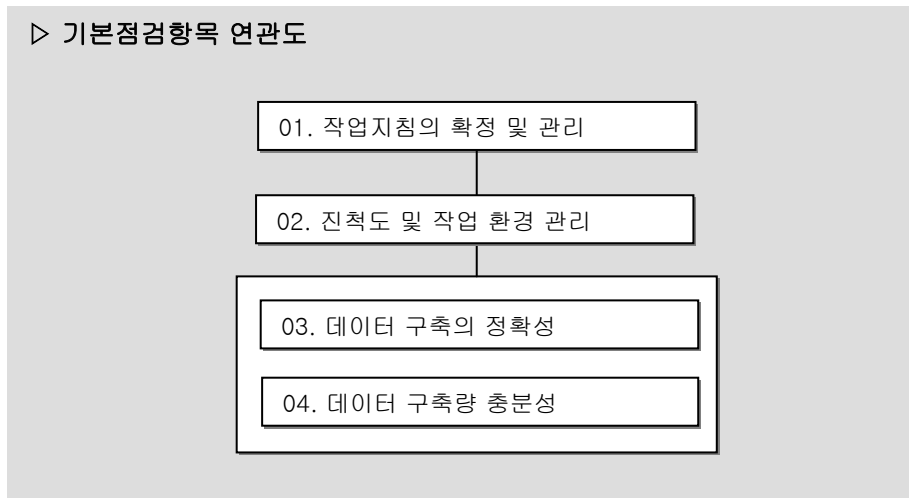 ▷ 기본점검항목 연관도
01. 작업지침의 확정 및 관리
02. 진척도 및 작업 환경 관리
03. 데이터 구축의 정확성
04. 데이터 구축량 충분성